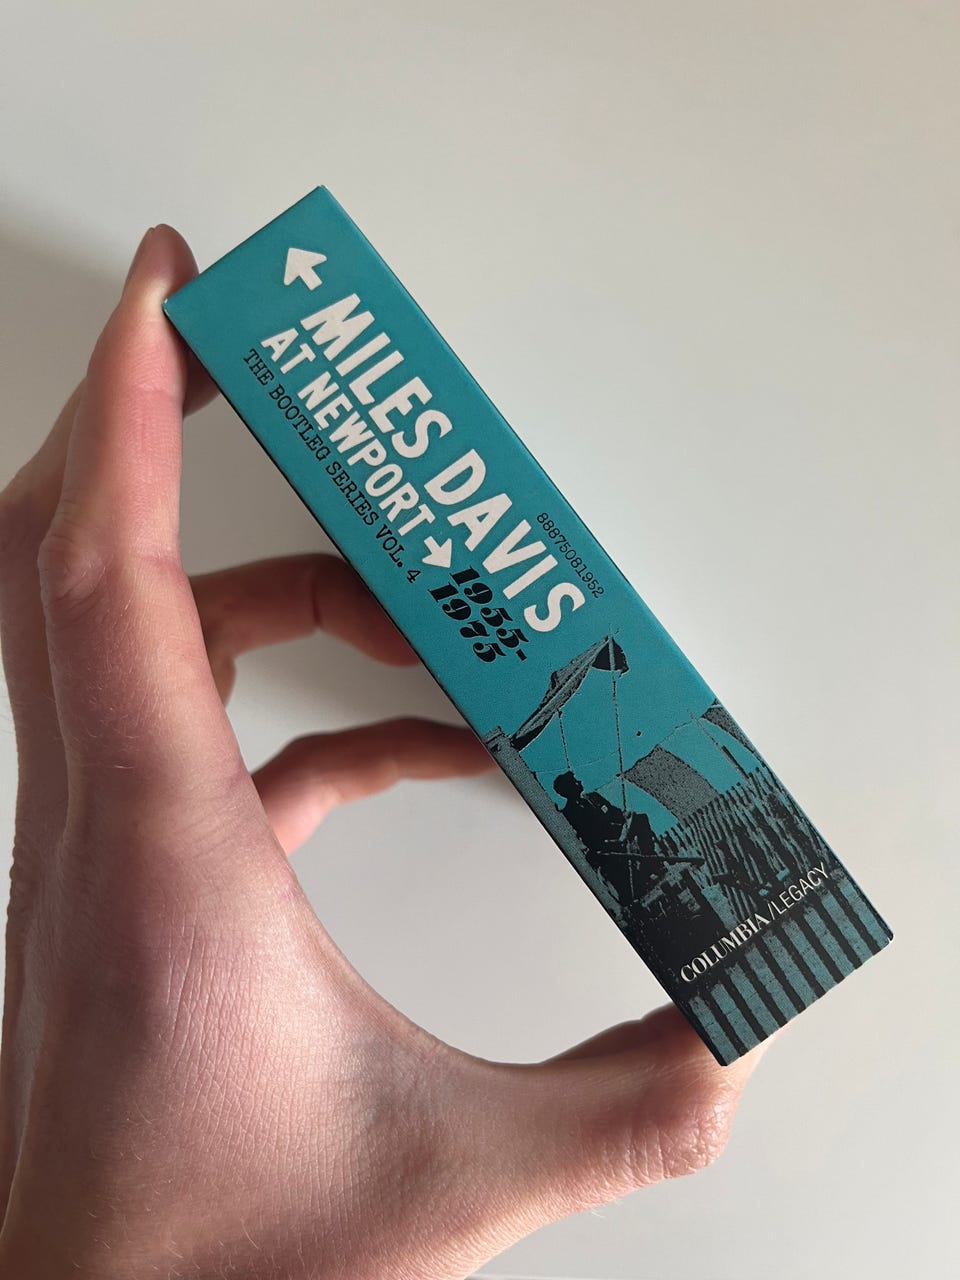 MILES DAVIS
AT NEWPORT
1955-
1975
THE BOOTLEG SERIES VOL. 4
88875081952
COLUMBIA/LEGACY